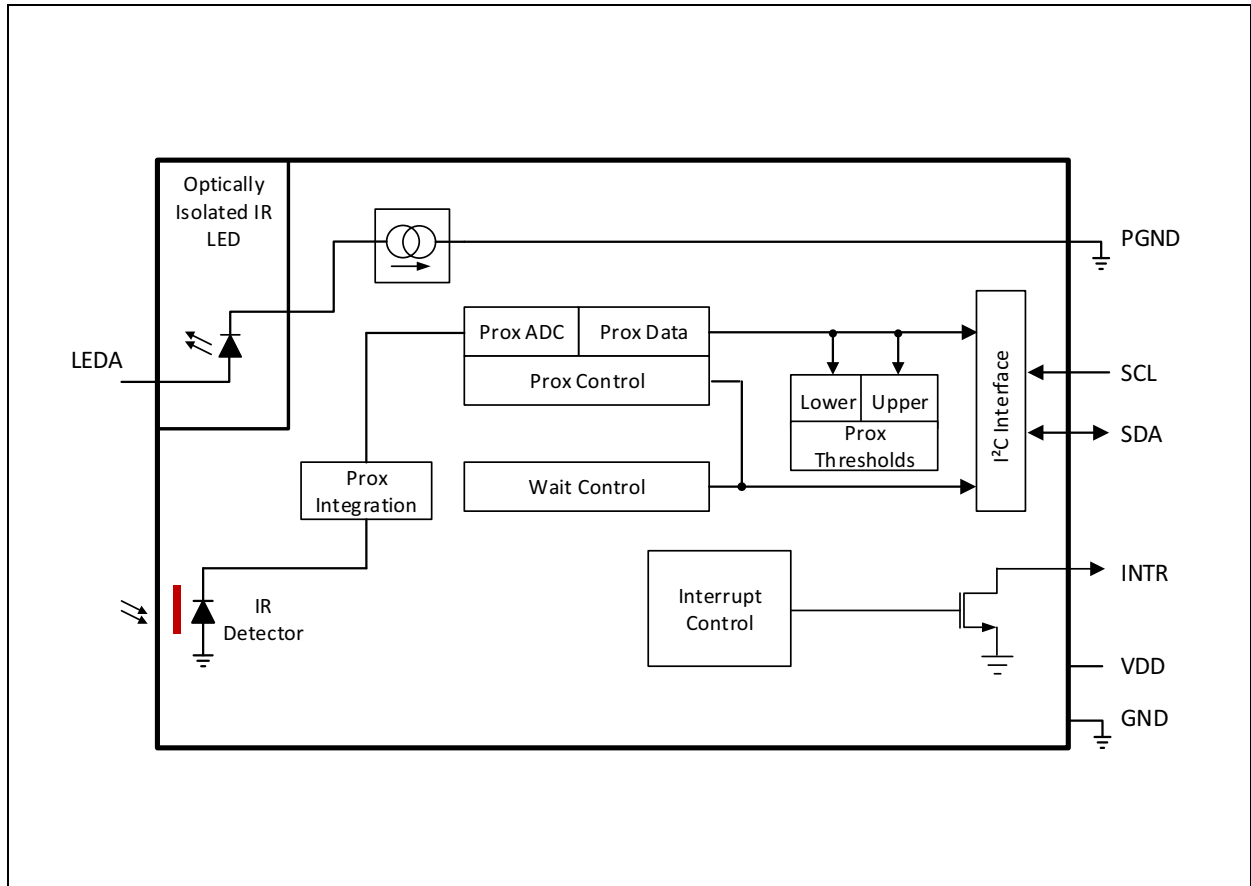 Optically
Isolated IR
LED
PGND
LEDA
Prox ADC
Prox Data
Prox Control
Lower
Upper
Prox
Thresholds
I²C Interface
SCL
SDA
Prox
Integration
Wait Control
IR
Detector
Interrupt
Control
INTR
VDD
GND